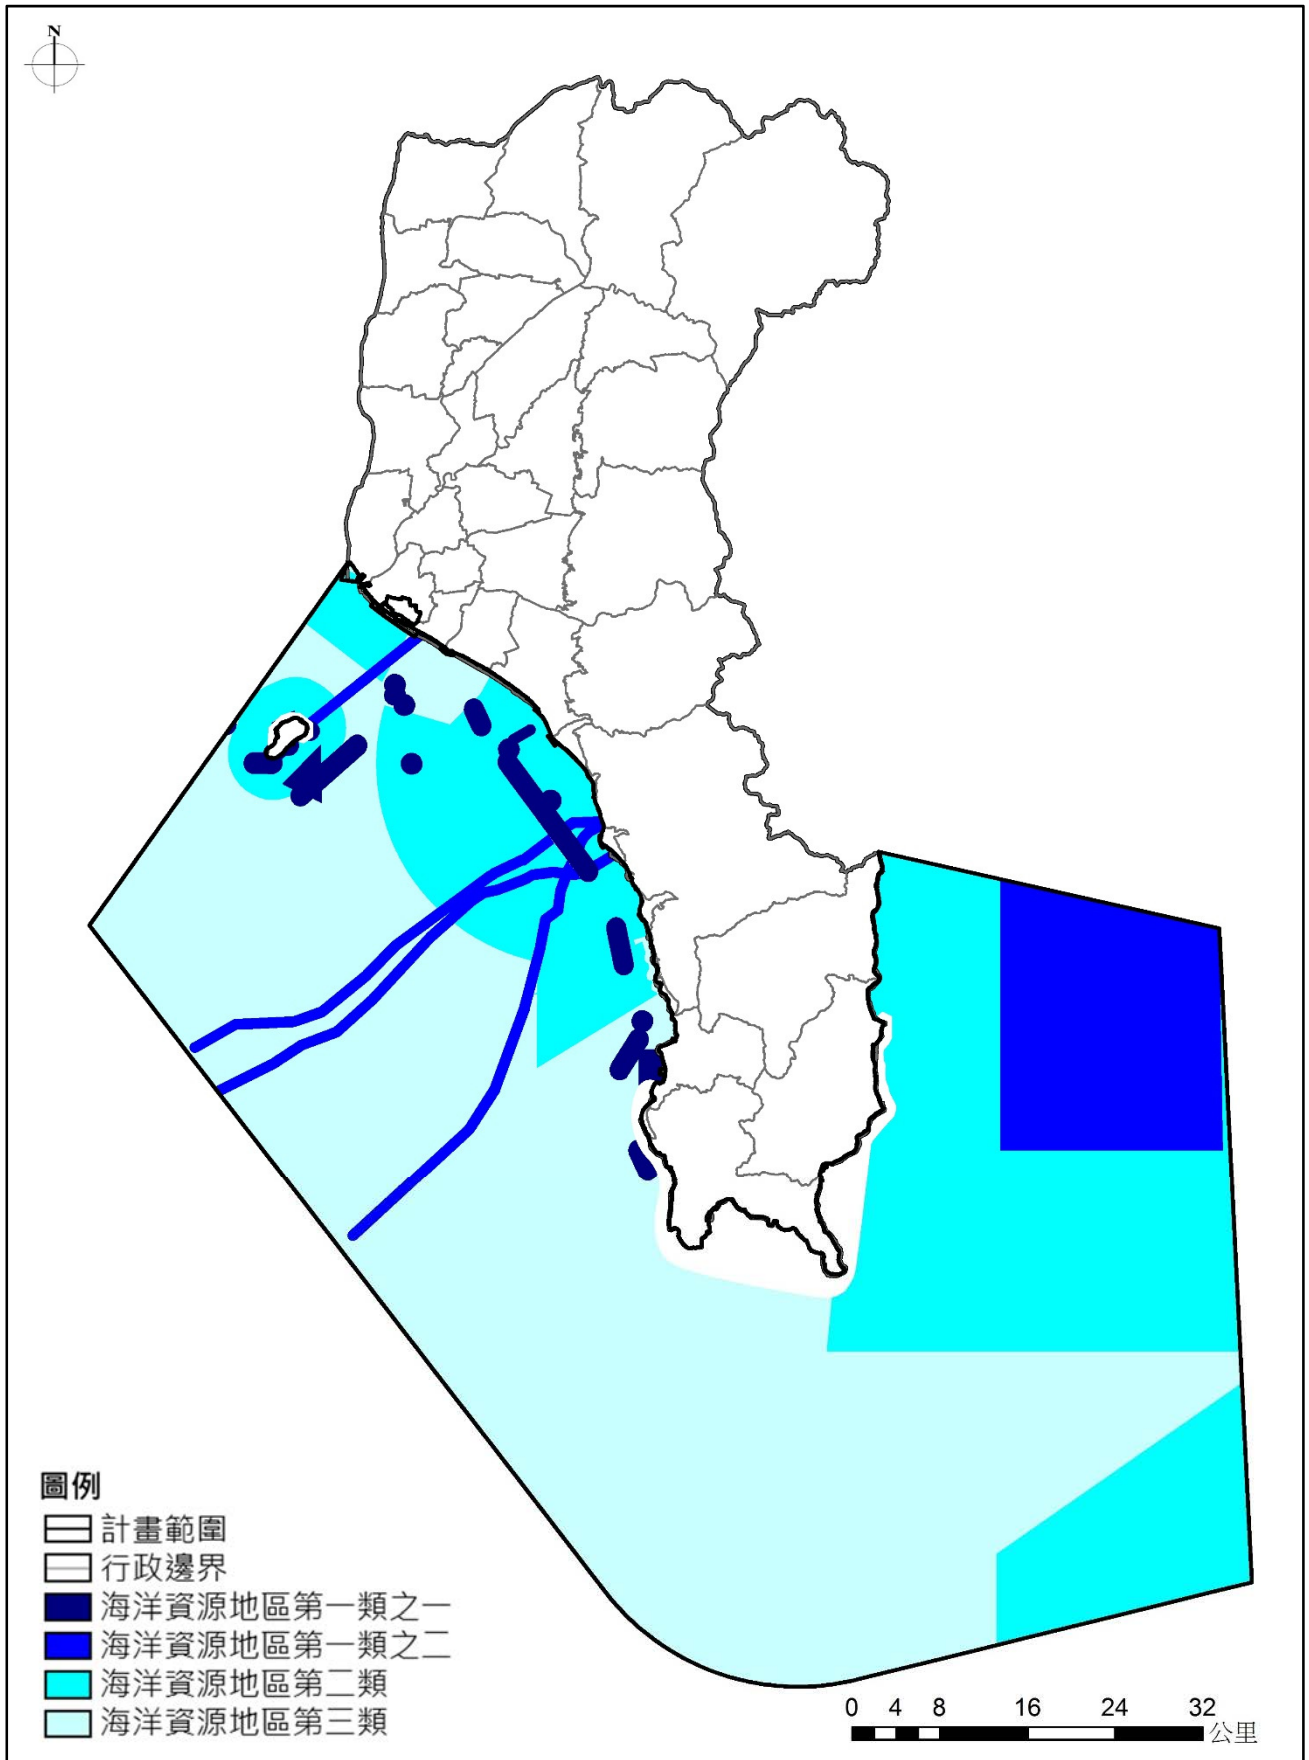 N
圖例
計畫範圍
行政邊界
海洋資源地區第一類之一
海洋資源地區第一類之二
海洋資源地區第二類
海洋資源地區第三類
0 4 8 16 24 32
公里